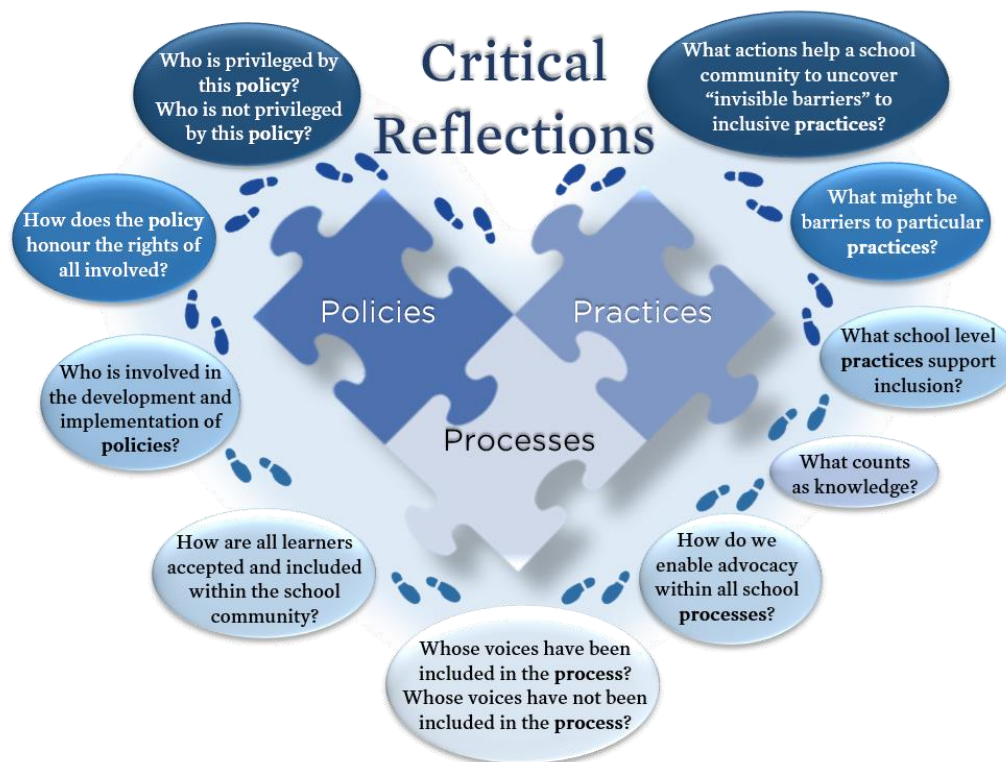 Critical
Reflections
Who is privileged by
this policy?
Who is not privileged
by this policy?
How does the policy
honour the rights of
all involved?
Who is involved in
the development and
implementation of
policies?
How are all learners
accepted and included
within the school
community?
Whose voices have been
included in the process?
Whose voices have not been
included in the process?
How do we
enable advocacy
within all school
processes?
What counts
as knowledge?
What school level
practices support
inclusion?
What might be
barriers to particular
practices?
What actions help a school
community to uncover
“invisible barriers” to
inclusive practices?
Policies
Practices
Processes